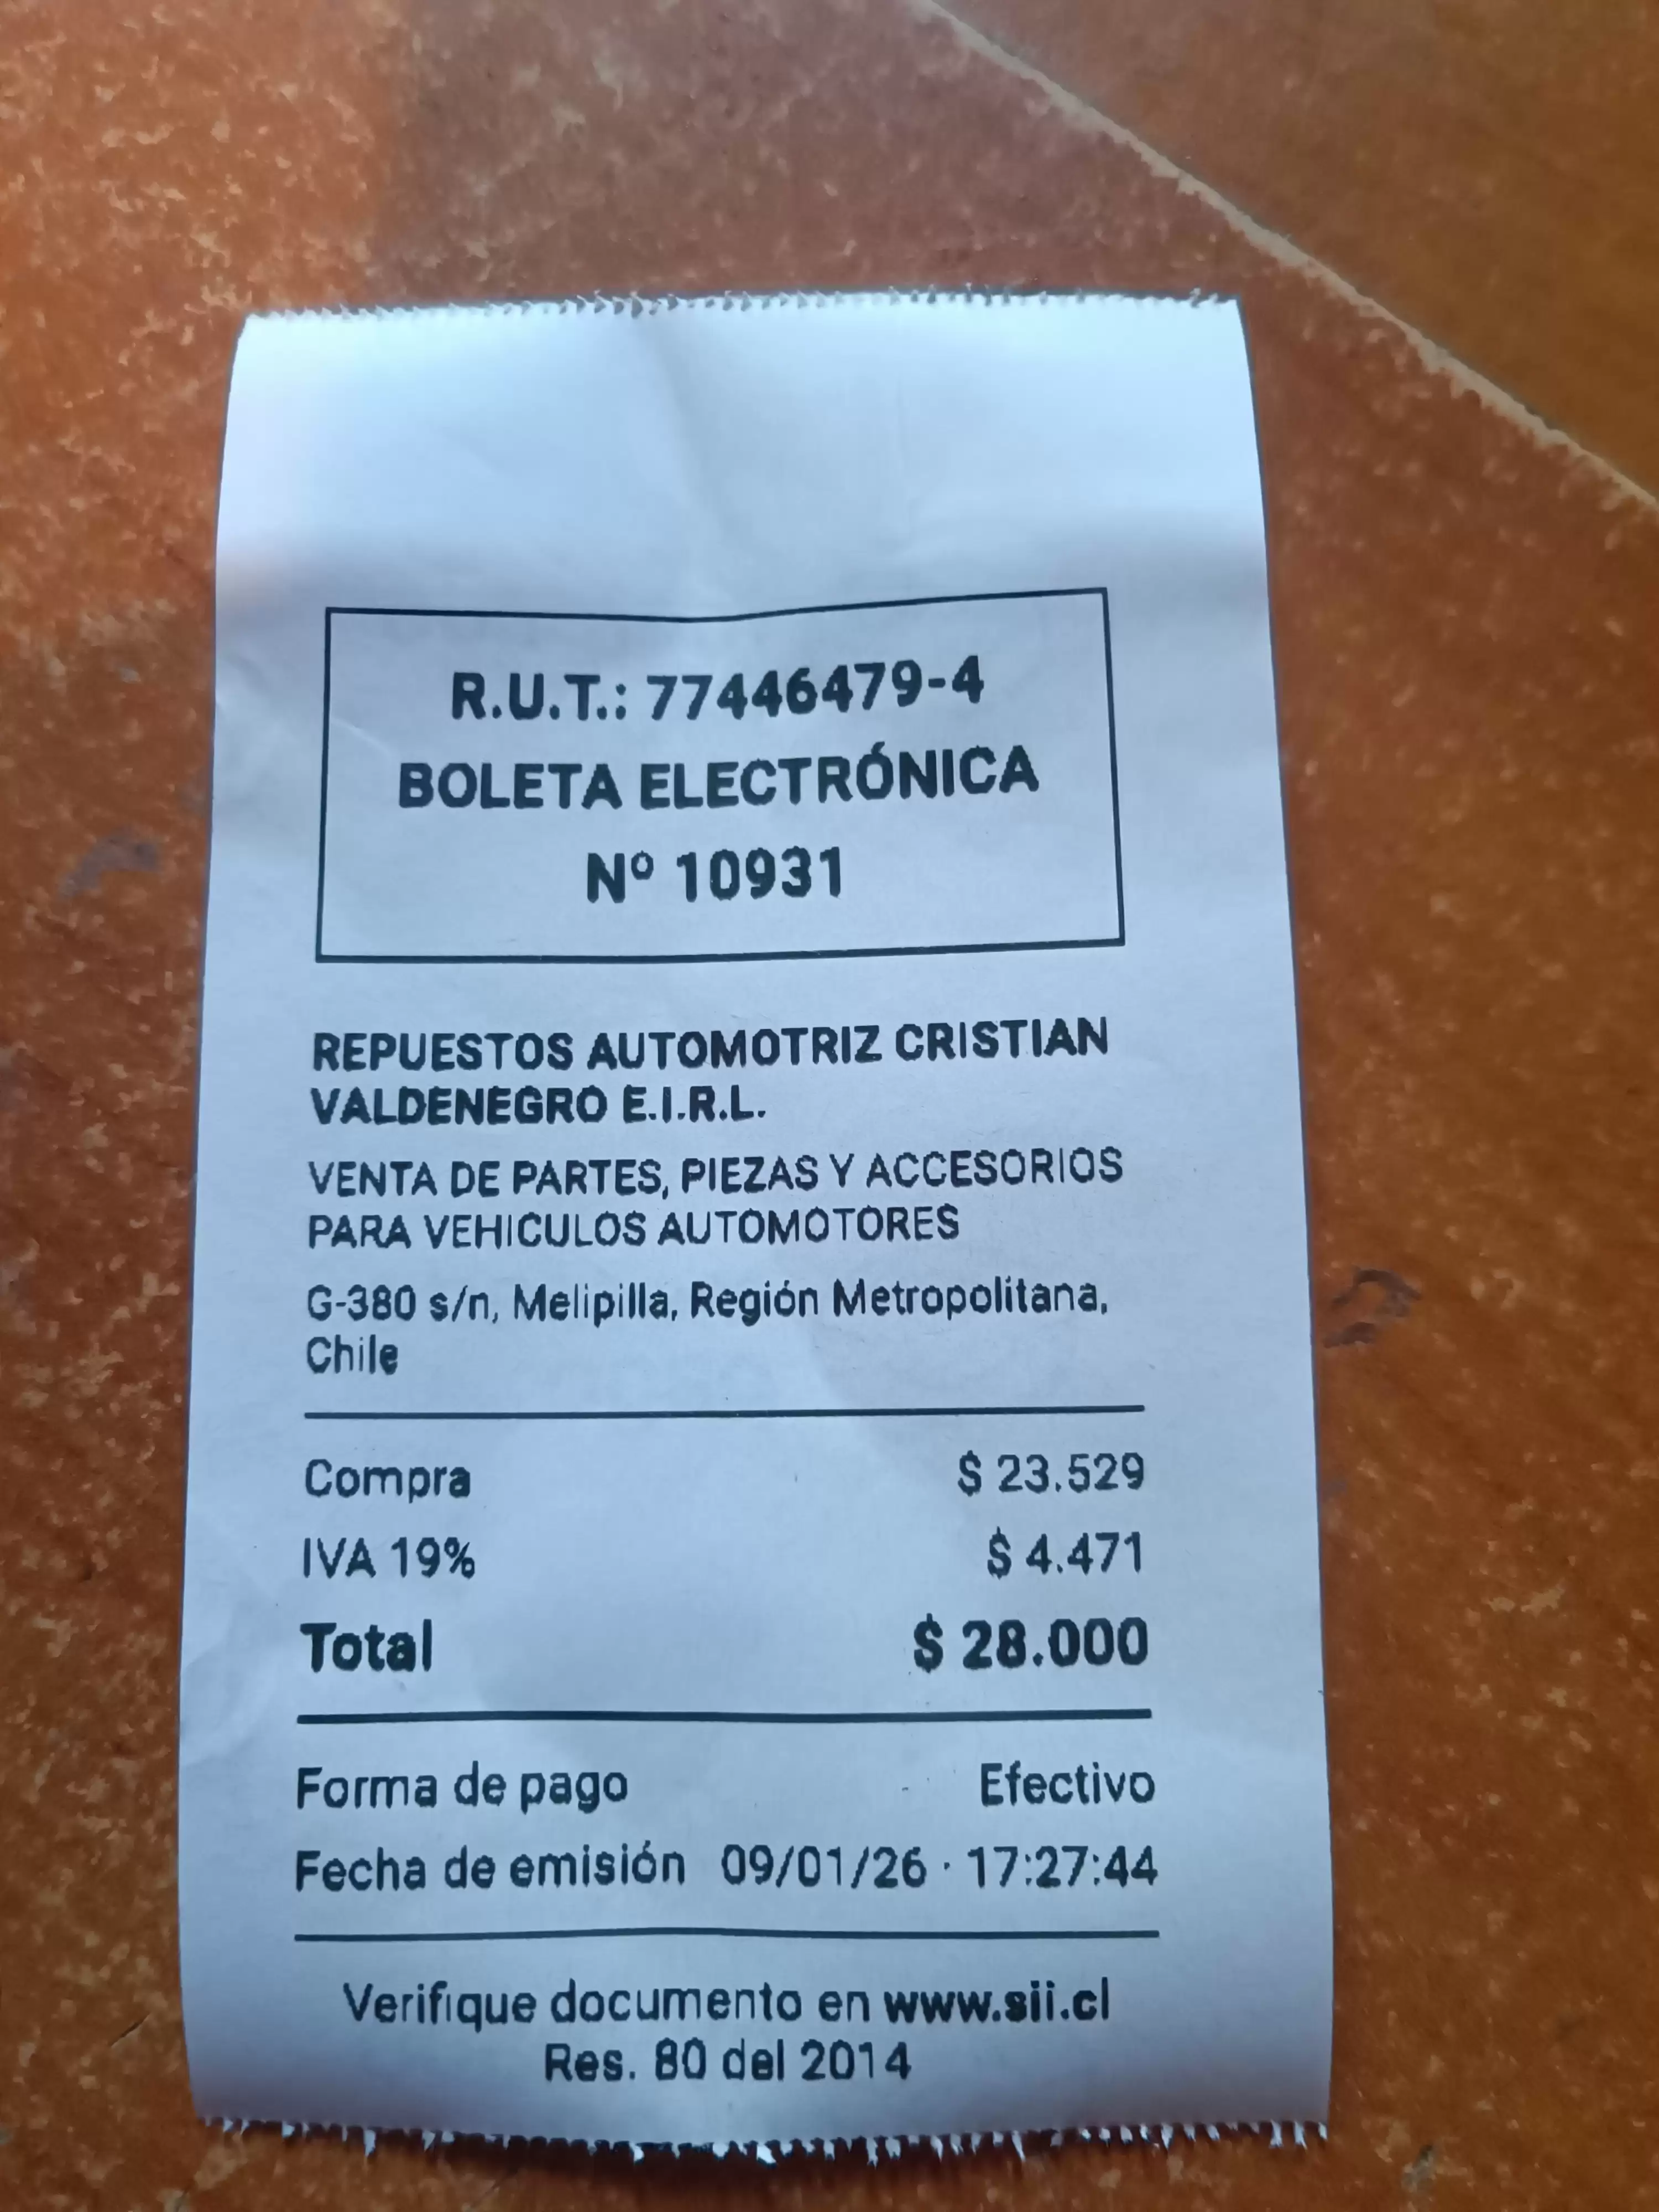 R.U.T.: 77446479-4
BOLETA ELECTRÓNICA
Nº 10931
REPUESTOS AUTOMOTRIZ CRISTIAN
VALDENEGRO E.I.R.L.
VENTA DE PARTES, PIEZAS Y ACCESORIOS
PARA VEHICULOS AUTOMOTORES
G-380 s/n, Melipilla, Región Metropolitana,
Chile
Compra $ 23.529
IVA 19% $ 4.471
Total $ 28.000
Forma de pago Efectivo
Fecha de emisión 09/01/26 · 17:27:44
Verifique documento en www.sii.cl
Res. 80 del 2014